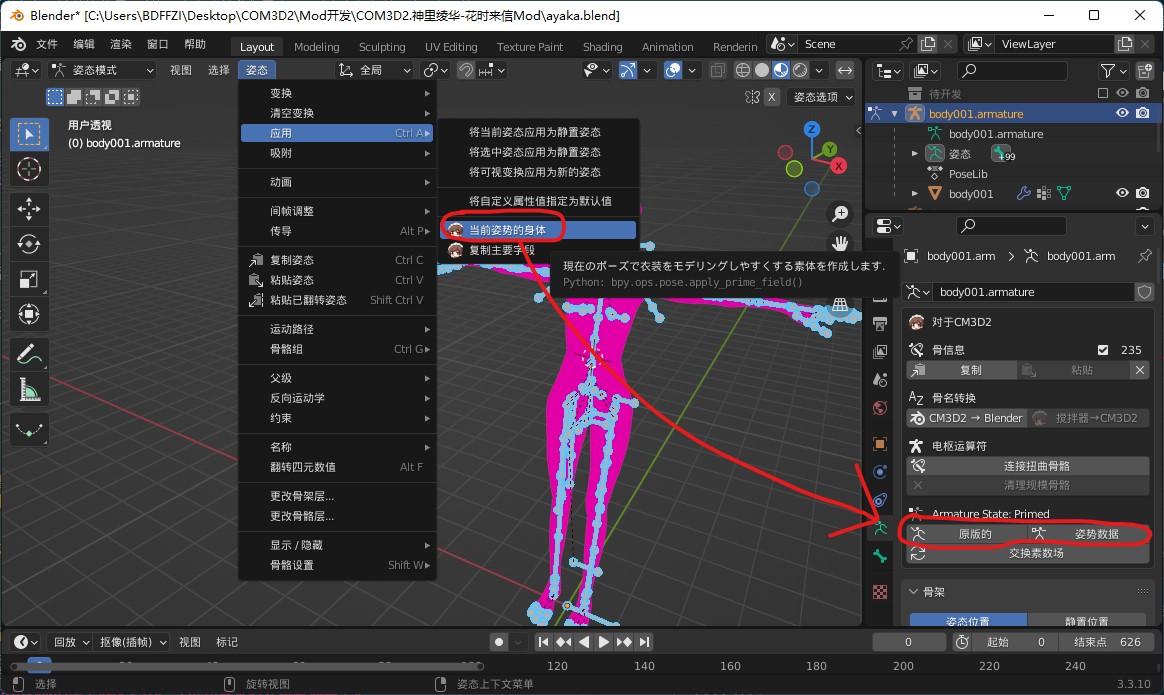 Blender* [C:\Users\BDFFZI\Desktop\COM3D2\Mod开发\COM3D2.神里绫华-花时来信Mod\ayaka.blend]
文件 编辑 渲染 窗口 帮助 Layout Modeling Sculpting UV Editing Texture Paint Shading Animation Renderin Scene ViewLayer
姿态模式 视图 选择 姿态 全局
X 姿态选项
用户透视
(0) body001.armature
变换
清空变换
应用 Ctrl A
吸附
动画
间帧调整
传导 Alt P
复制姿态 Ctrl C
粘贴姿态 Ctrl V
粘贴已翻转姿态 Shift Ctrl V
运动路径
骨骼组 Ctrl G
父级
反向运动学
约束
名称
翻转四元数值 Alt F
更改骨架层...
更改骨骼层...
显示 / 隐藏
骨骼设置 Shift W
将当前姿态应用为静置姿态
将选中姿态应用为静置姿态
将可视变换应用为新的姿态
将自定义属性值指定为默认值
当前姿势的身体
复制主要字段
現在のポーズで衣装をモデリングしやすくする素体を作成します.
Python: bpy.ops.pose.apply_prime_field()
Z
Y
X
待开发
body001.armature
body001.armature
姿态 +99
PoseLib
body001
body001.arm body001.arm
body001.armature
对于CM3D2
骨信息 235
复制 粘贴
骨名转换
CM3D2 → Blender 搅拌器→CM3D2
电枢运算符
连接扭曲骨骼
清理规模骨骼
Armature State: Primed
原版的 姿势数据
交换素数场
骨架
姿态位置 静置位置
回放 抠像(插帧) 视图 标记 0 起始 0 结束点 626
120 140 160 180 200 220 240
选择 旋转视图 姿态上下文菜单 3.3.10